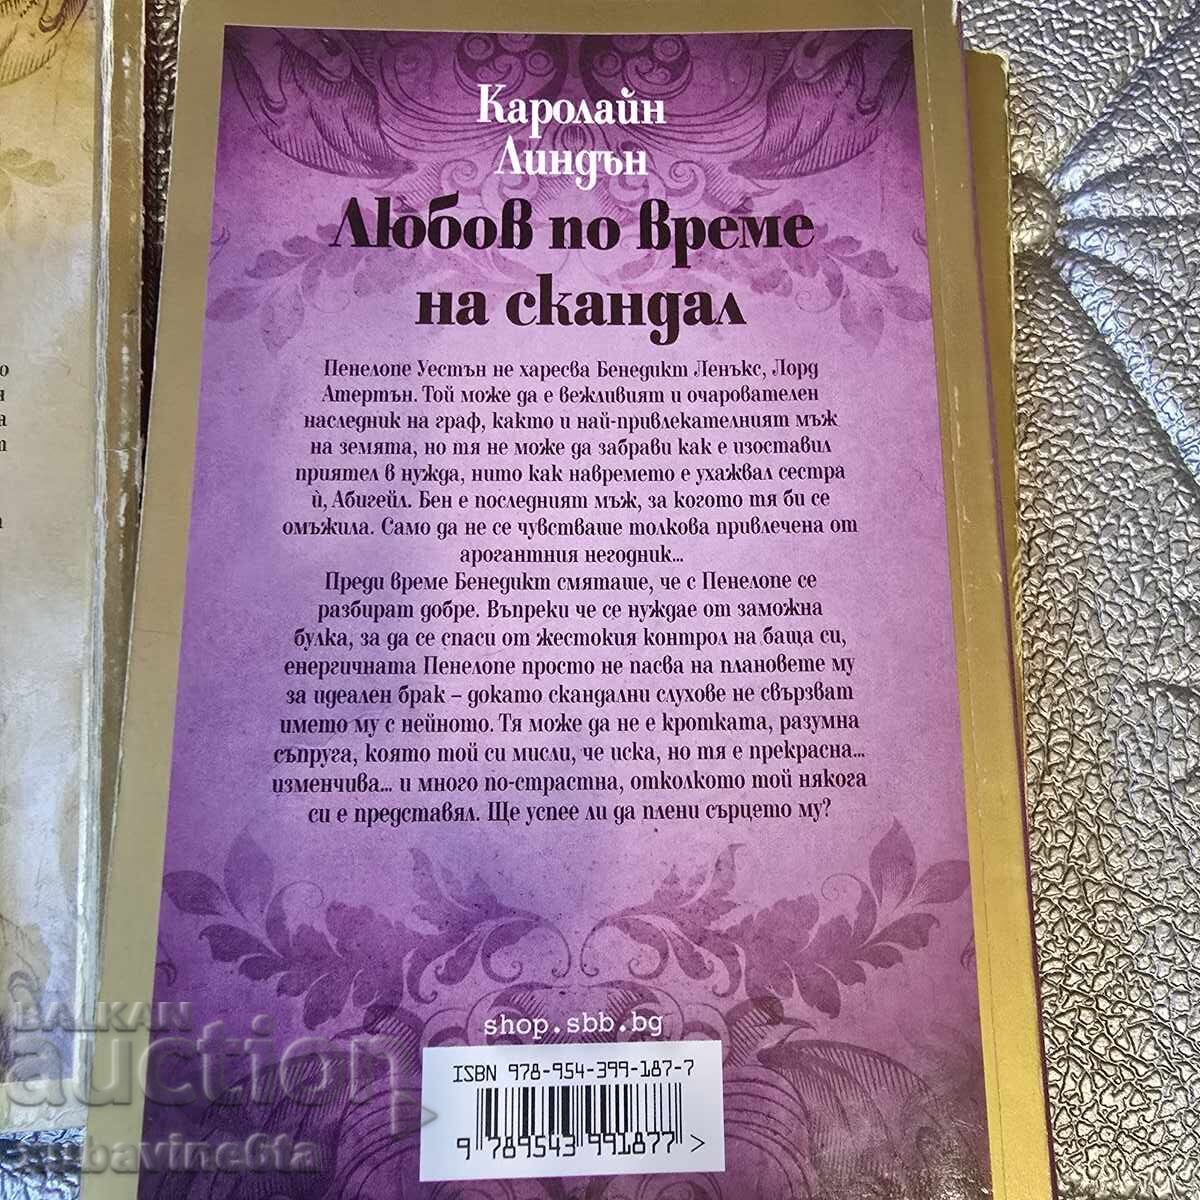 Каролайн
Линдън
Любов по време
на скандал
Пенелопе Уестън не харесва Бенедикт Ленъкс, Лорд
Атертън. Той може да е вежливият и очарователен
наследник на граф, както и най-привлекателният мъж
на земята, но тя не може да забрави как е изоставил
приятел в нужда, нито как навремето е ухажвал сестра
ѝ, Абигейл. Бен е последният мъж, за когото тя би се
омъжила. Само да не се чувстваше толкова привлечена от
арогантния негодник...
Преди време Бенедикт смяташе, че с Пенелопе се
разбират добре. Въпреки че се нуждае от заможна
булка, за да се спаси от жестокия контрол на баща си,
енергичната Пенелопе просто не пасва на плановете му
за идеален брак – докато скандални слухове не свързват
името му с нейното. Тя може да не е кротката, разумна
съпруга, която той си мисли, че иска, но тя е прекрасна...
изменчива... и много по-страстна, отколкото той някога
си е представял. Ще успее ли да плени сърцето му?
shop.sbb.bg
ISBN 978-954-399-187-7
9 789543 991877 >
BALKAN
auction
subavine6ta